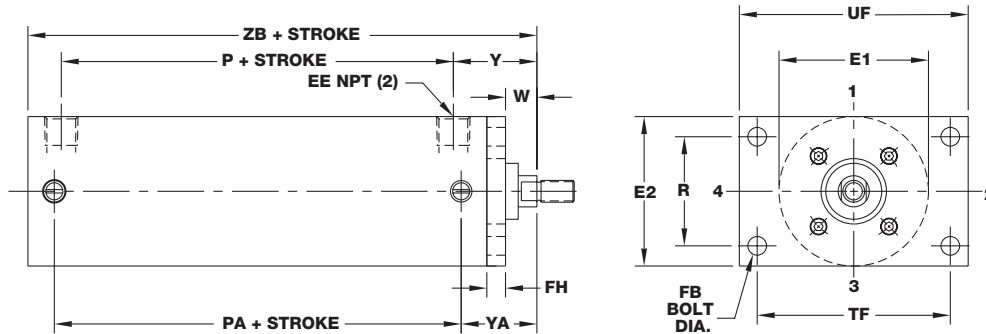 ZB + STROKE
P + STROKE
Y
EE NPT (2)
W
FH
PA + STROKE
YA
UF
E1
1
E2
R
4
3
FB
BOLT
DIA.
TF